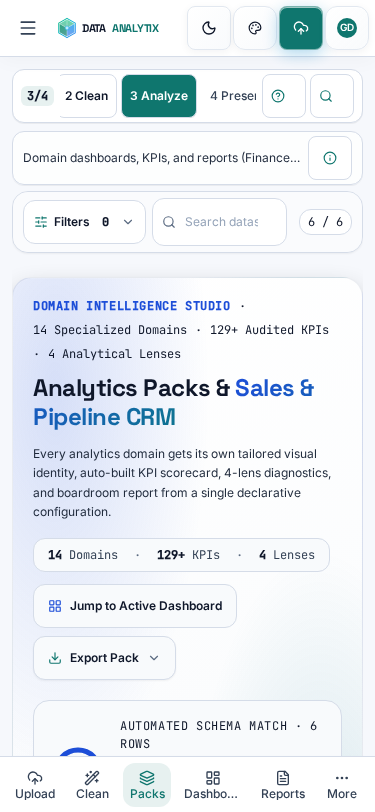 DATA ANALYTIX
GD
3/4 2 Clean 3 Analyze 4 Presen
Domain dashboards, KPIs, and reports (Finance...
Filters 0 Search datas 6 / 6
DOMAIN INTELLIGENCE STUDIO ·
14 Specialized Domains · 129+ Audited KPIs
· 4 Analytical Lenses
Analytics Packs & Sales &
Pipeline CRM
Every analytics domain gets its own tailored visual
identity, auto-built KPI scorecard, 4-lens diagnostics,
and boardroom report from a single declarative
configuration.
14 Domains · 129+ KPIs · 4 Lenses
Jump to Active Dashboard
Export Pack
AUTOMATED SCHEMA MATCH · 6
ROWS
Upload Clean Packs Dashbo... Reports More